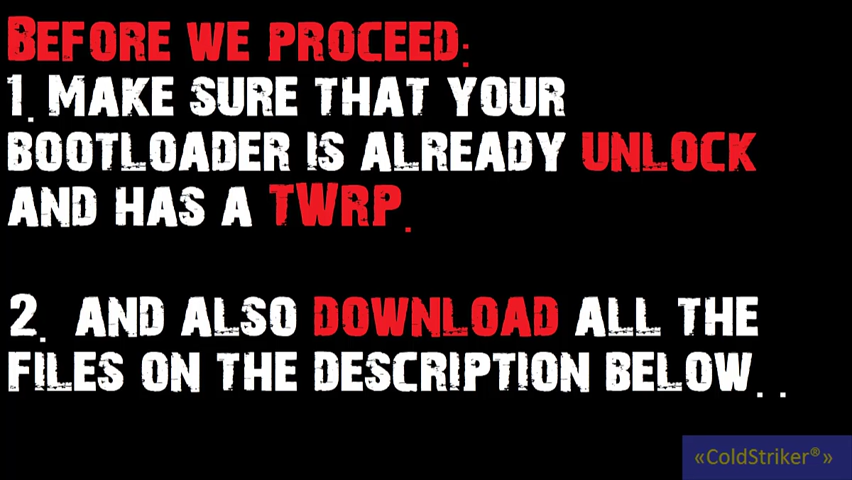 BEFORE WE PROCEED:
1. MAKE SURE THAT YOUR
BOOTLOADER IS ALREADY UNLOCK
AND HAS A TWRP.
2. AND ALSO DOWNLOAD ALL THE
FILES ON THE DESCRIPTION BELOW. .
«ColdStriker®»